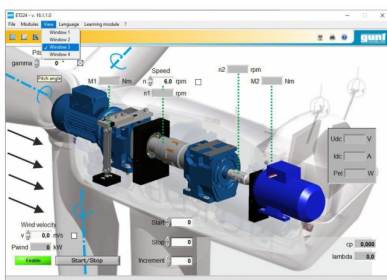 ET224 - v. 10.1.1.0
File Modules View Language Learning module ?
Window 1
Window 2
✓ Window 3
Window 4
gunt
gamma 0 °
Pitch angle
M1 Nm
Speed
n 6,0 rpm
n1 rpm
n2 rpm
M2 Nm
Udc: V
Idc: A
Pel W
Wind velocity
v 0,0 m/s
Pwind 0 kW
Enable
Start/Stop
Start 0
Stop 0
Increment 0
cp 0,000
lambda 0,0